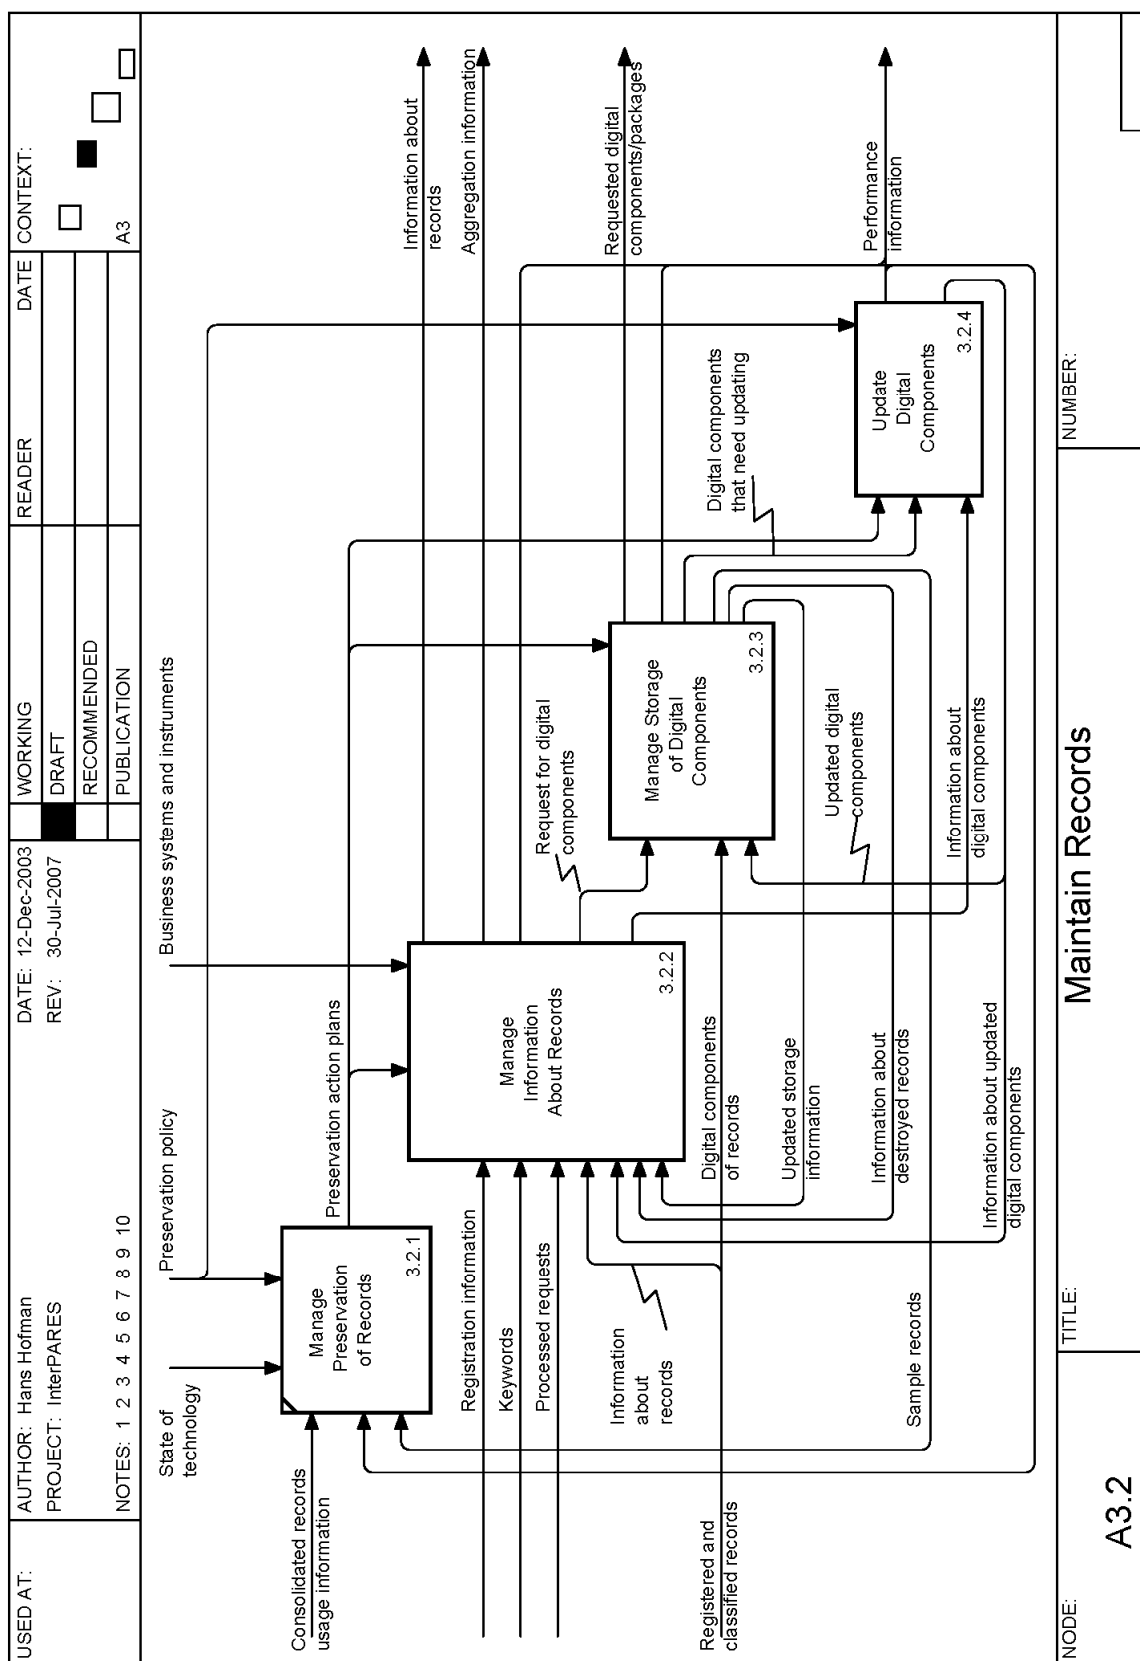 USED AT:
AUTHOR: Hans Hofman
PROJECT: InterPARES
NOTES: 1 2 3 4 5 6 7 8 9 10
DATE: 12-Dec-2003
REV: 30-Jul-2007
WORKING
DRAFT
RECOMMENDED
PUBLICATION
READER
DATE
CONTEXT:
A3
State of
technology
Preservation policy
Business systems and instruments
Consolidated records
usage information
Manage
Preservation
of Records
3.2.1
Preservation action plans
Information about
records
Aggregation information
Registration information
Keywords
Processed requests
Manage
Information
About Records
3.2.2
Request for digital
components
Requested digital
components/packages
Information
about
records
Manage Storage
of Digital
Components
3.2.3
Digital components
that need updating
Registered and
classified records
Digital components
of records
Updated storage
information
Updated digital
components
Performance
information
Update
Digital
Components
3.2.4
Information about
destroyed records
Sample records
Information about
digital components
Information about updated
digital components
NODE:
A3.2
TITLE:
Maintain Records
NUMBER: